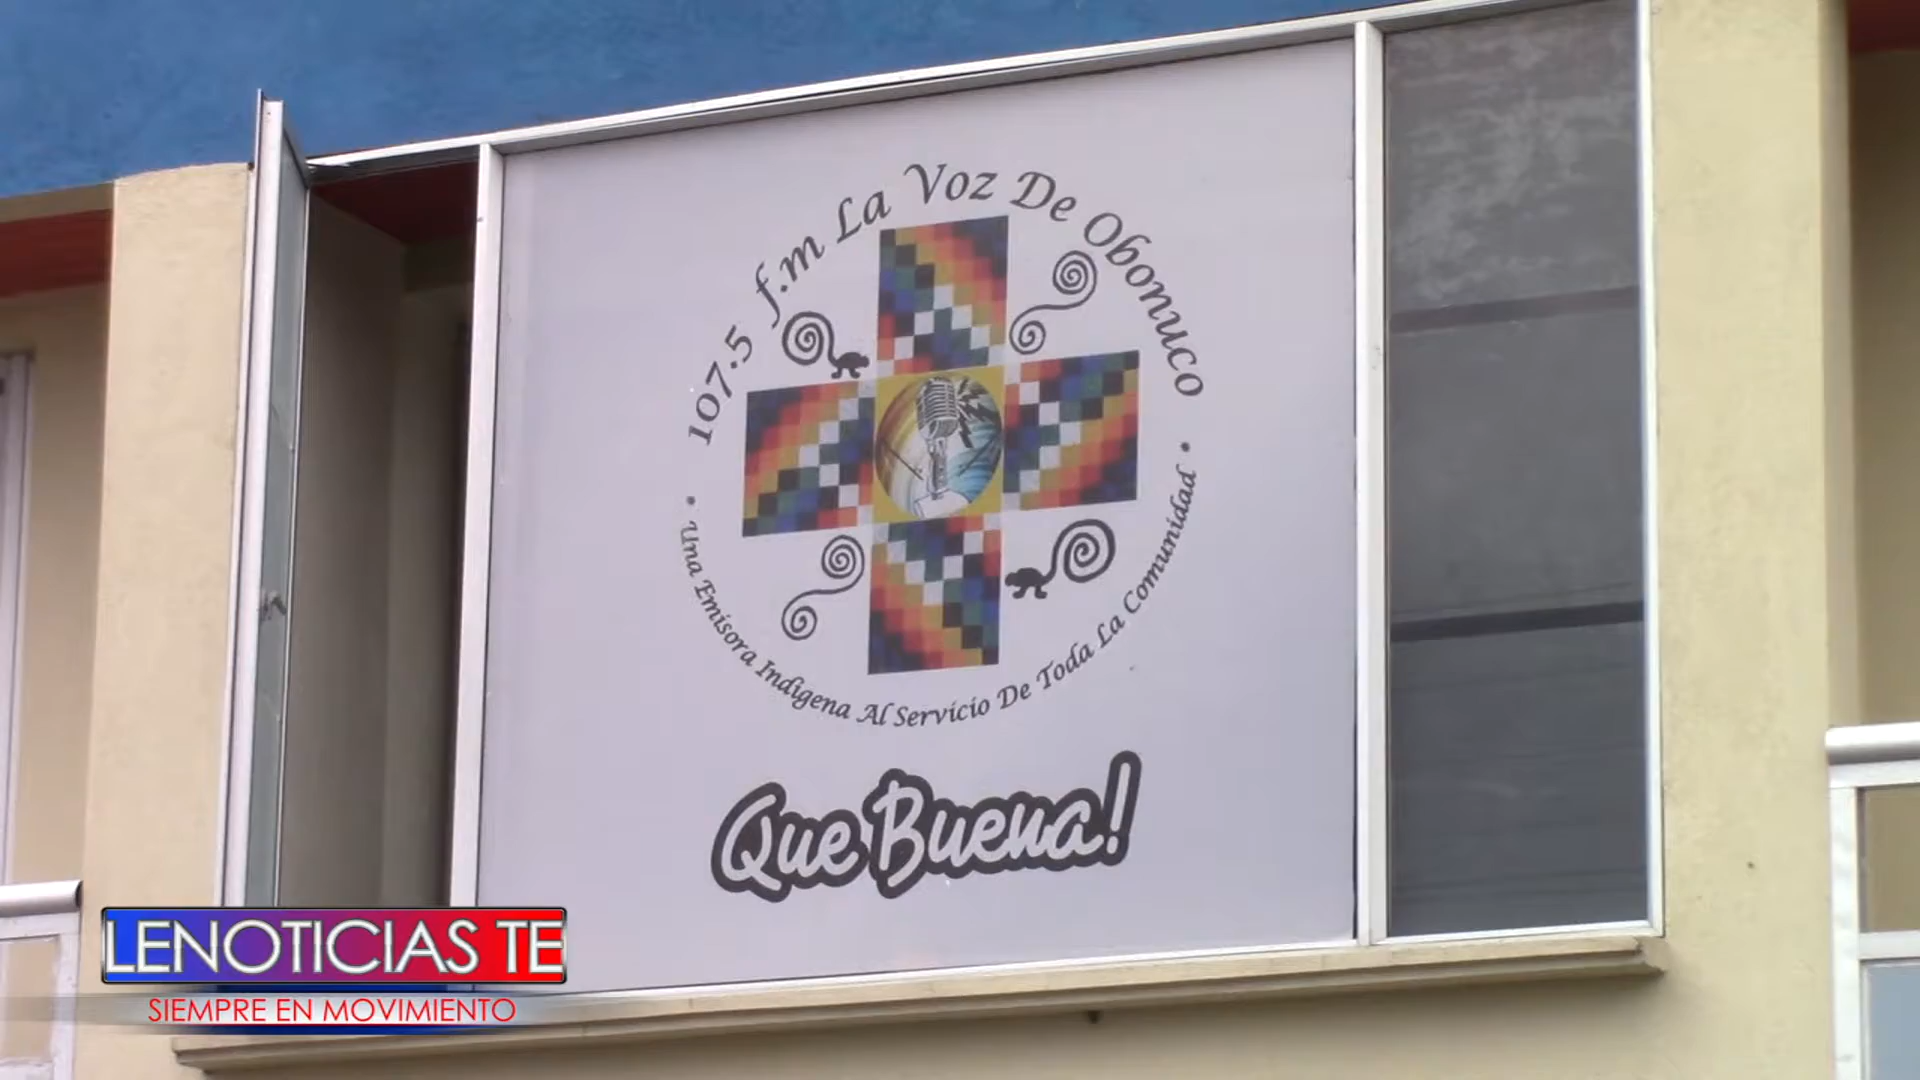 107.5 f.m La Voz De Obonuco
Una Emisora Indigena Al Servicio De Toda La Comunidad
Que Buena!
LENOTICIAS TE
SIEMPRE EN MOVIMIENTO